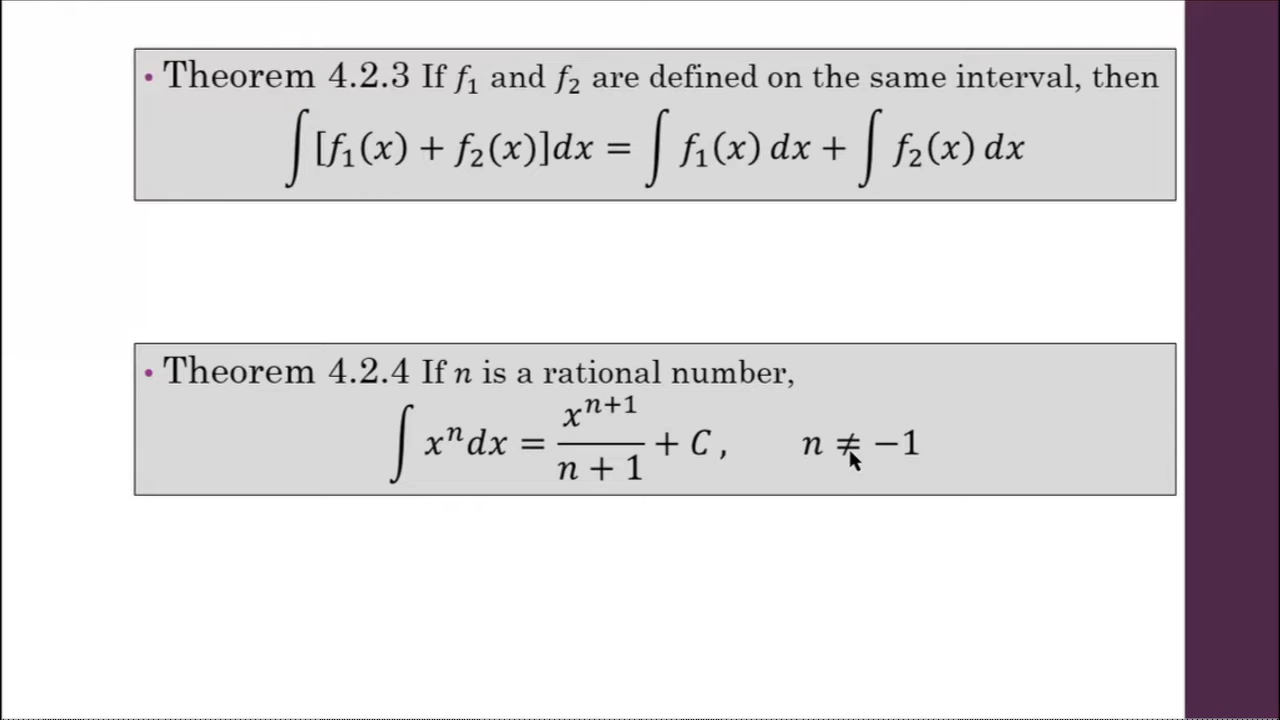 • Theorem 4.2.3 If f₁ and f₂ are defined on the same interval, then
∫[f₁(x) + f₂(x)]dx = ∫ f₁(x) dx + ∫ f₂(x) dx
• Theorem 4.2.4 If n is a rational number,
∫ xⁿdx = xⁿ⁺¹/(n + 1) + C ,  n ≠ −1